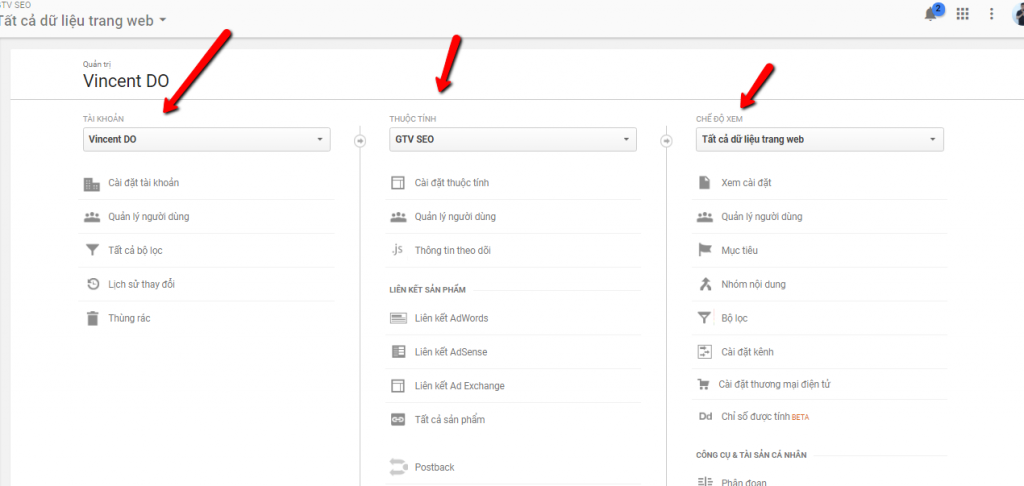 GTV SEO
Tất cả dữ liệu trang web
2
Quản trị
Vincent DO
TÀI KHOẢN
Vincent DO
Cài đặt tài khoản
Quản lý người dùng
Tất cả bộ lọc
Lịch sử thay đổi
Thùng rác
THUỘC TÍNH
GTV SEO
Cài đặt thuộc tính
Quản lý người dùng
.js Thông tin theo dõi
LIÊN KẾT SẢN PHẨM
Liên kết AdWords
Liên kết AdSense
Liên kết Ad Exchange
Tất cả sản phẩm
Postback
CHẾ ĐỘ XEM
Tất cả dữ liệu trang web
Xem cài đặt
Quản lý người dùng
Mục tiêu
Nhóm nội dung
Bộ lọc
Cài đặt kênh
Cài đặt thương mại điện tử
Dd Chỉ số được tính BETA
CÔNG CỤ & TÀI SẢN CÁ NHÂN
Phân đoạn